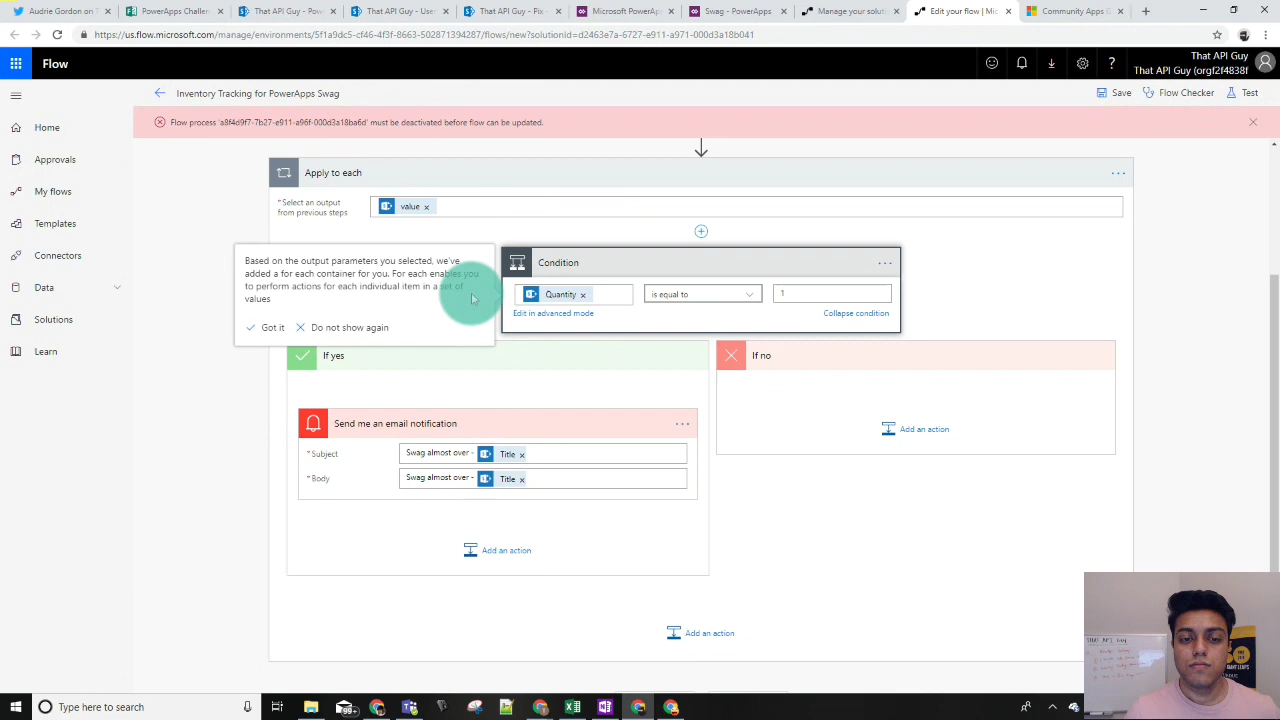 Audrie Gordon on T
PowerApps Challen
That API Guy - Power
That API Guy - User
That API Guy - Pix -
Microsoft PowerApp
Swag - PowerApps
Manage your soluti
Edit your flow | Mic
Community Apps D
https://us.flow.microsoft.com/manage/environments/5f1a9dc5-cf46-4f3f-8663-502871394287/flows/new?solutionId=d2463e7a-6727-e911-a971-000d3a18b041
Flow
That API Guy
That API Guy (orgf2f4838f
Inventory Tracking for PowerApps Swag
Save
Flow Checker
Test
Flow process 'a8f4d9f7-7b27-e911-a96f-000d3a18ba6d' must be deactivated before flow can be updated.
Home
Approvals
My flows
Templates
Connectors
Data
Solutions
Learn
Apply to each
* Select an output
from previous steps
value
Based on the output parameters you selected, we've
added a for each container for you. For each enables you
to perform actions for each individual item in a set of
values
Got it
Do not show again
Condition
Quantity
is equal to
1
Edit in advanced mode
Collapse condition
If yes
If no
Send me an email notification
* Subject
Swag almost over - Title
* Body
Swag almost over - Title
Add an action
Add an action
Add an action
THAT API GUY
Type here to search
99+